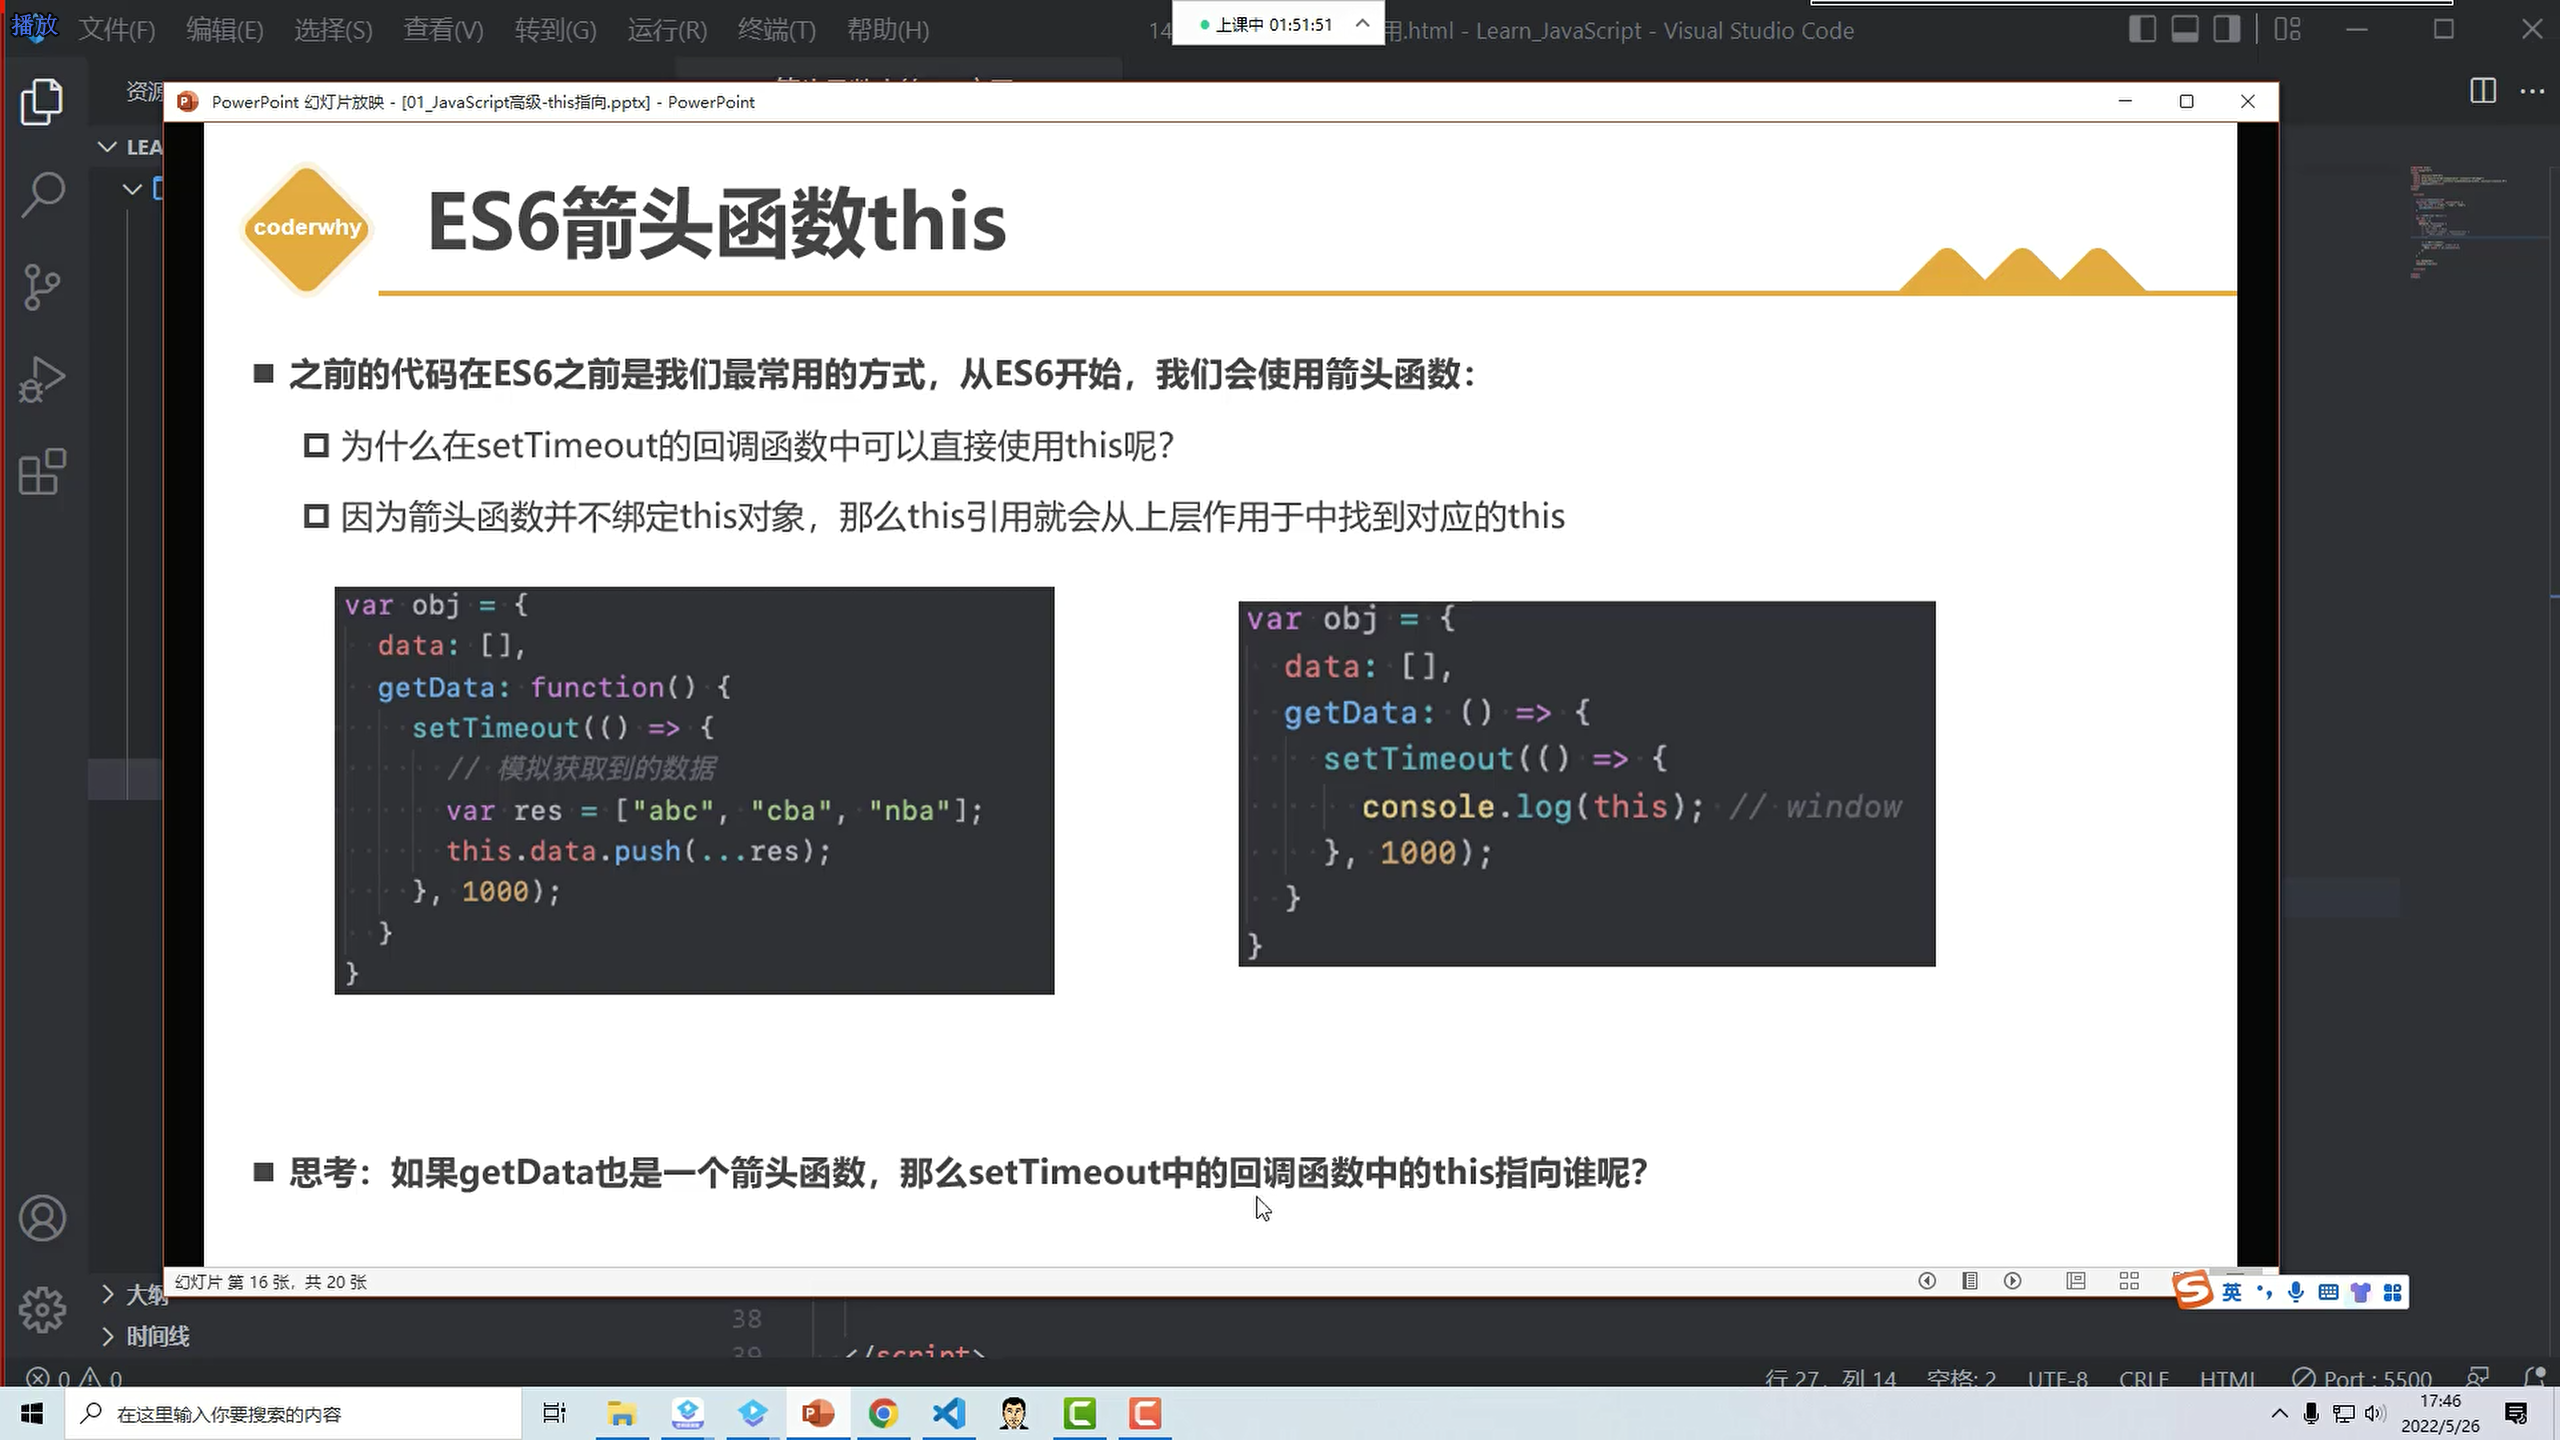 播放 文件(F) 编辑(E) 选择(S) 查看(V) 转到(G) 运行(R) 终端(T) 帮助(H) 14 上课中 01:51:51 用.html - Learn_JavaScript - Visual Studio Code
资源
PowerPoint 幻灯片放映 - [01_JavaScript高级-this指向.pptx] - PowerPoint
LEA
coderwhy
ES6箭头函数this
之前的代码在ES6之前是我们最常用的方式，从ES6开始，我们会使用箭头函数：
为什么在setTimeout的回调函数中可以直接使用this呢？
因为箭头函数并不绑定this对象，那么this引用就会从上层作用于中找到对应的this
var obj = {
data: [],
getData: function() {
setTimeout(() => {
// 模拟获取到的数据
var res = ["abc", "cba", "nba"];
this.data.push(...res);
}, 1000);
}
}
var obj = {
data: [],
getData: () => {
setTimeout(() => {
console.log(this); // window
}, 1000);
}
}
思考：如果getData也是一个箭头函数，那么setTimeout中的回调函数中的this指向谁呢？
幻灯片 第 16 张，共 20 张
英
大纲
时间线
38
39 </script>
0 0 行 27，列 14 空格: 2 UTF-8 CRLF HTML Port : 5500
在这里输入你要搜索的内容
17:46
2022/5/26